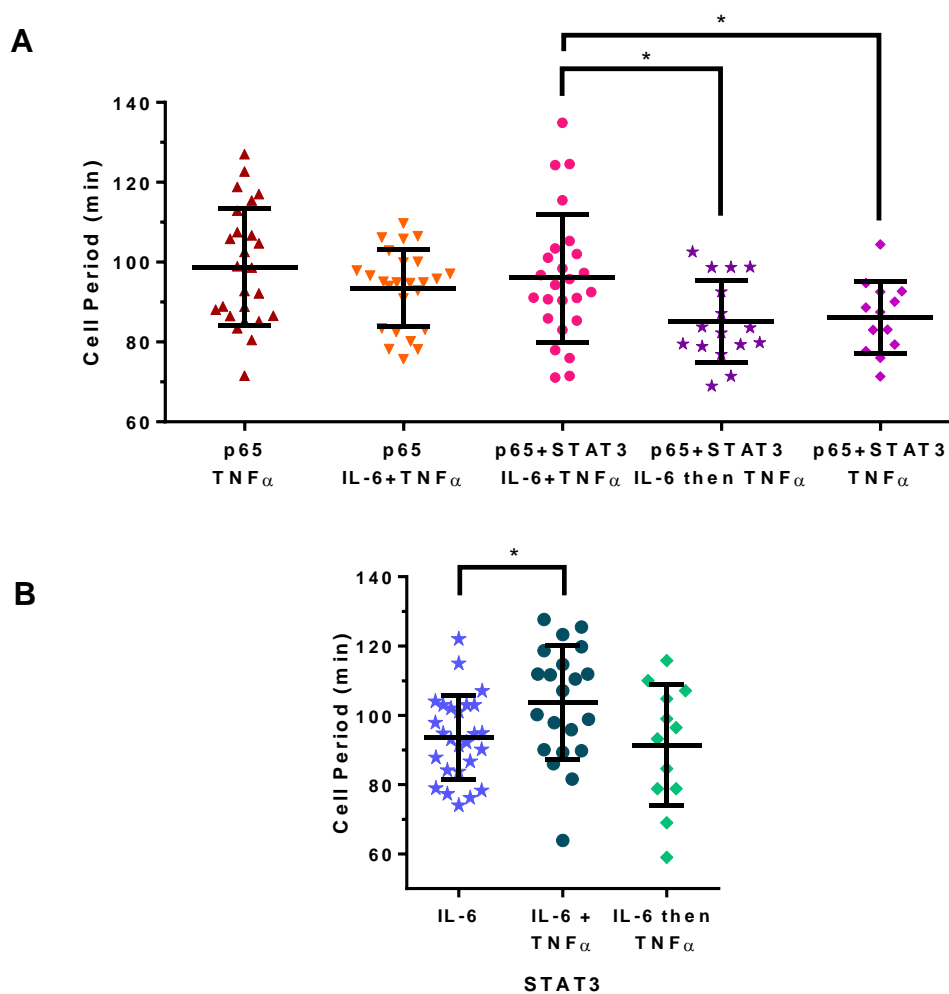 A
*
*
Cell Period (min)
140
120
100
80
60
p65
TNFα
p65
IL-6+TNFα
p65+STAT3
IL-6+TNFα
p65+STAT3
IL-6 then TNFα
p65+STAT3
TNFα
B
*
Cell Period (min)
140
120
100
80
60
IL-6
IL-6 +
TNFα
IL-6 then
TNFα
STAT3